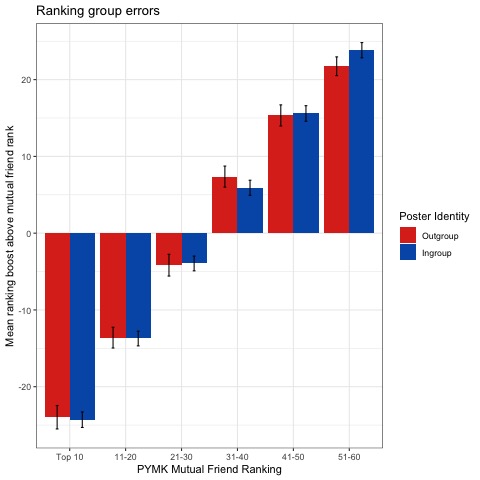 Ranking group errors
Mean ranking boost above mutual friend rank
20
10
0
-10
-20
Top 10
11-20
21-30
31-40
41-50
51-60
PYMK Mutual Friend Ranking
Poster Identity
Outgroup
Ingroup